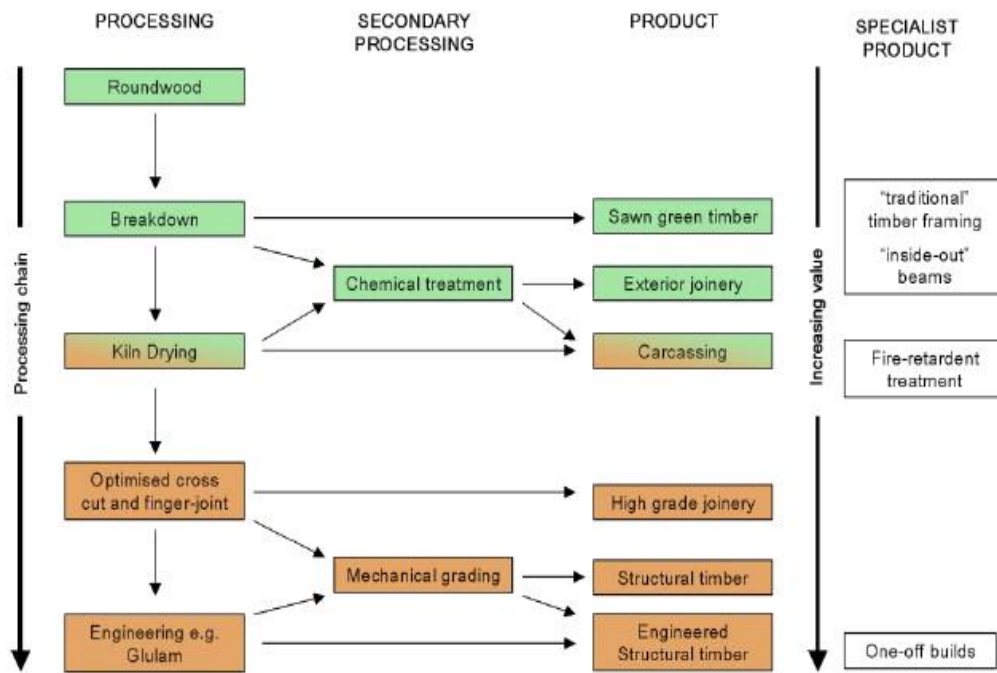 PROCESSING
SECONDARY
PROCESSING
PRODUCT
SPECIALIST
PRODUCT
Roundwood
Breakdown
Sawn green timber
"traditional"
timber framing
"inside-out"
beams
Chemical treatment
Exterior joinery
Kiln Drying
Carcassing
Fire-retardent
treatment
Processing chain
Increasing value
Optimised cross
cut and finger-joint
High grade joinery
Mechanical grading
Structural timber
Engineering e.g.
Glulam
Engineered
Structural timber
One-off builds